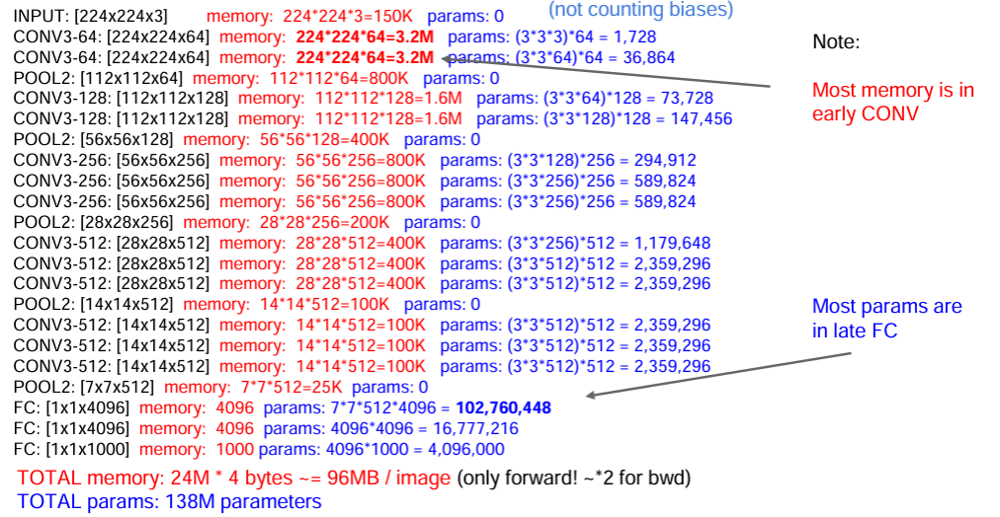 (not counting biases)
INPUT: [224x224x3] memory: 224*224*3=150K params: 0
CONV3-64: [224x224x64] memory: 224*224*64=3.2M params: (3*3*3)*64 = 1,728
CONV3-64: [224x224x64] memory: 224*224*64=3.2M params: (3*3*64)*64 = 36,864
POOL2: [112x112x64] memory: 112*112*64=800K params: 0
CONV3-128: [112x112x128] memory: 112*112*128=1.6M params: (3*3*64)*128 = 73,728
CONV3-128: [112x112x128] memory: 112*112*128=1.6M params: (3*3*128)*128 = 147,456
POOL2: [56x56x128] memory: 56*56*128=400K params: 0
CONV3-256: [56x56x256] memory: 56*56*256=800K params: (3*3*128)*256 = 294,912
CONV3-256: [56x56x256] memory: 56*56*256=800K params: (3*3*256)*256 = 589,824
CONV3-256: [56x56x256] memory: 56*56*256=800K params: (3*3*256)*256 = 589,824
POOL2: [28x28x256] memory: 28*28*256=200K params: 0
CONV3-512: [28x28x512] memory: 28*28*512=400K params: (3*3*256)*512 = 1,179,648
CONV3-512: [28x28x512] memory: 28*28*512=400K params: (3*3*512)*512 = 2,359,296
CONV3-512: [28x28x512] memory: 28*28*512=400K params: (3*3*512)*512 = 2,359,296
POOL2: [14x14x512] memory: 14*14*512=100K params: 0
CONV3-512: [14x14x512] memory: 14*14*512=100K params: (3*3*512)*512 = 2,359,296
CONV3-512: [14x14x512] memory: 14*14*512=100K params: (3*3*512)*512 = 2,359,296
CONV3-512: [14x14x512] memory: 14*14*512=100K params: (3*3*512)*512 = 2,359,296
POOL2: [7x7x512] memory: 7*7*512=25K params: 0
FC: [1x1x4096] memory: 4096 params: 7*7*512*4096 = 102,760,448
FC: [1x1x4096] memory: 4096 params: 4096*4096 = 16,777,216
FC: [1x1x1000] memory: 1000 params: 4096*1000 = 4,096,000
TOTAL memory: 24M * 4 bytes ~= 96MB / image (only forward! ~*2 for bwd)
TOTAL params: 138M parameters
Note:
Most memory is in
early CONV
Most params are
in late FC